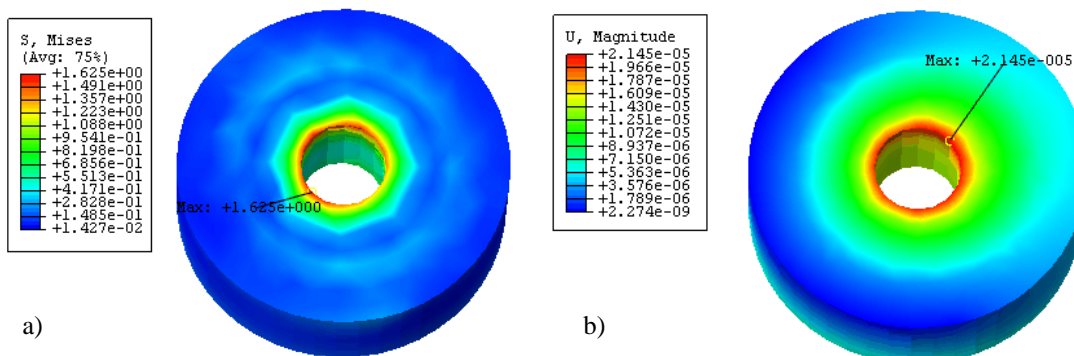 S, Mises
(Avg: 75%)
+1.625e+00
+1.491e+00
+1.357e+00
+1.223e+00
+1.088e+00
+9.541e-01
+8.198e-01
+6.856e-01
+5.513e-01
+4.171e-01
+2.828e-01
+1.485e-01
+1.427e-02
Max: +1.625e+000
a)
U, Magnitude
+2.145e-05
+1.966e-05
+1.787e-05
+1.609e-05
+1.430e-05
+1.251e-05
+1.072e-05
+8.937e-06
+7.150e-06
+5.363e-06
+3.576e-06
+1.789e-06
+2.274e-09
Max: +2.145e-005
b)